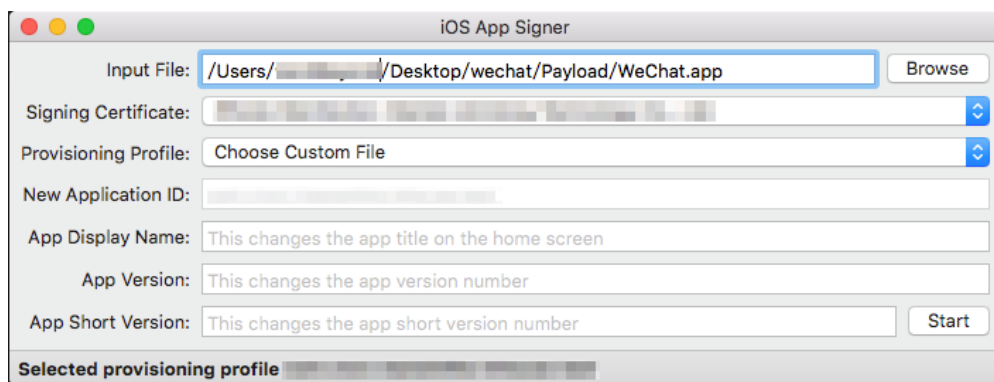 iOS App Signer
Input File: /Users/ /Desktop/wechat/Payload/WeChat.app Browse
Signing Certificate:
Provisioning Profile: Choose Custom File
New Application ID:
App Display Name: This changes the app title on the home screen
App Version: This changes the app version number
App Short Version: This changes the app short version number Start
Selected provisioning profile